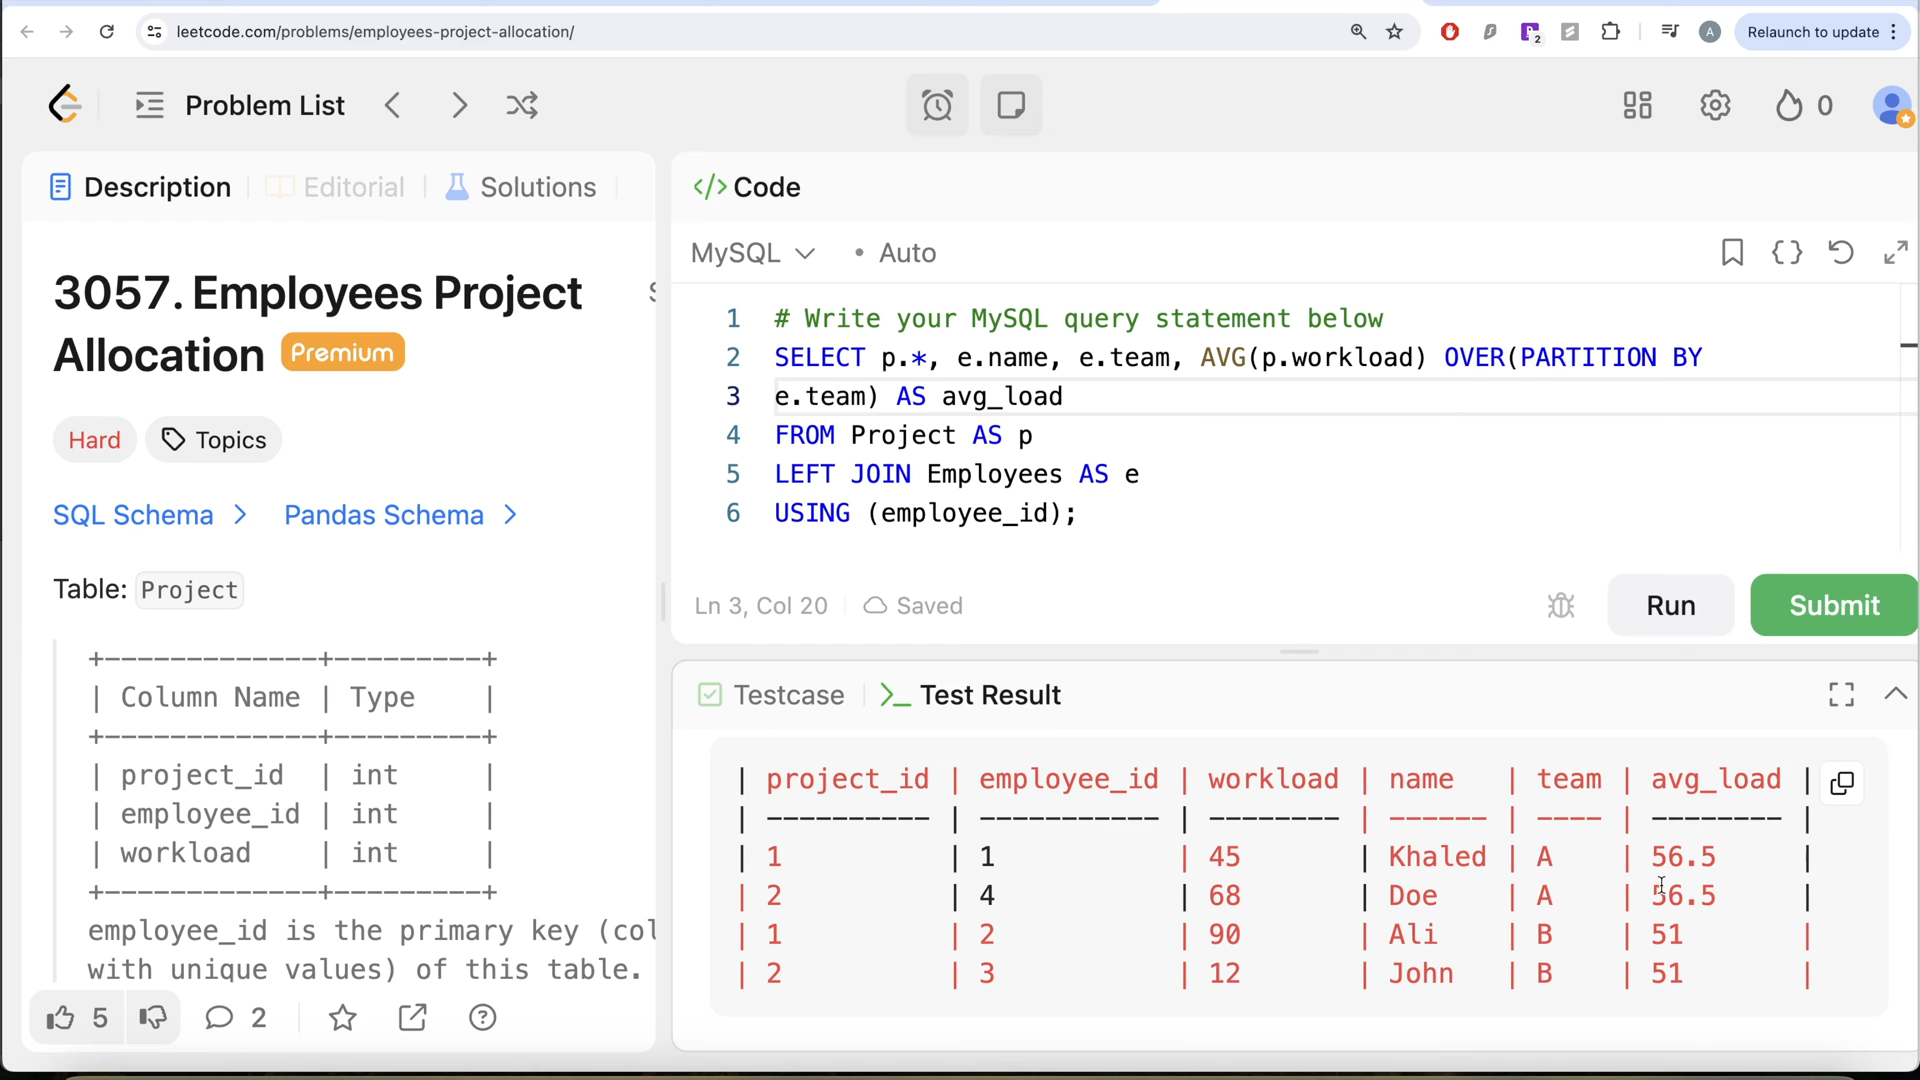 leetcode.com/problems/employees-project-allocation/
2
A
Relaunch to update
Problem List
0
Description
Editorial
Solutions
3057. Employees Project
Allocation
Premium
Hard
Topics
SQL Schema
Pandas Schema
Table: Project
+-------------+---------+
| Column Name | Type    |
+-------------+---------+
| project_id  | int     |
| employee_id | int     |
| workload    | int     |
+-------------+---------+
employee_id is the primary key (col
with unique values) of this table.
5
2
</> Code
MySQL
• Auto
1 # Write your MySQL query statement below
2 SELECT p.*, e.name, e.team, AVG(p.workload) OVER(PARTITION BY
3 e.team) AS avg_load
4 FROM Project AS p
5 LEFT JOIN Employees AS e
6 USING (employee_id);
Ln 3, Col 20
Saved
Run
Submit
Testcase
>_ Test Result
| project_id | employee_id | workload | name   | team | avg_load |
| ---------- | ----------- | -------- | ------ | ---- | -------- |
| 1          | 1           | 45       | Khaled | A    | 56.5     |
| 2          | 4           | 68       | Doe    | A    | 56.5     |
| 1          | 2           | 90       | Ali    | B    | 51       |
| 2          | 3           | 12       | John   | B    | 51       |